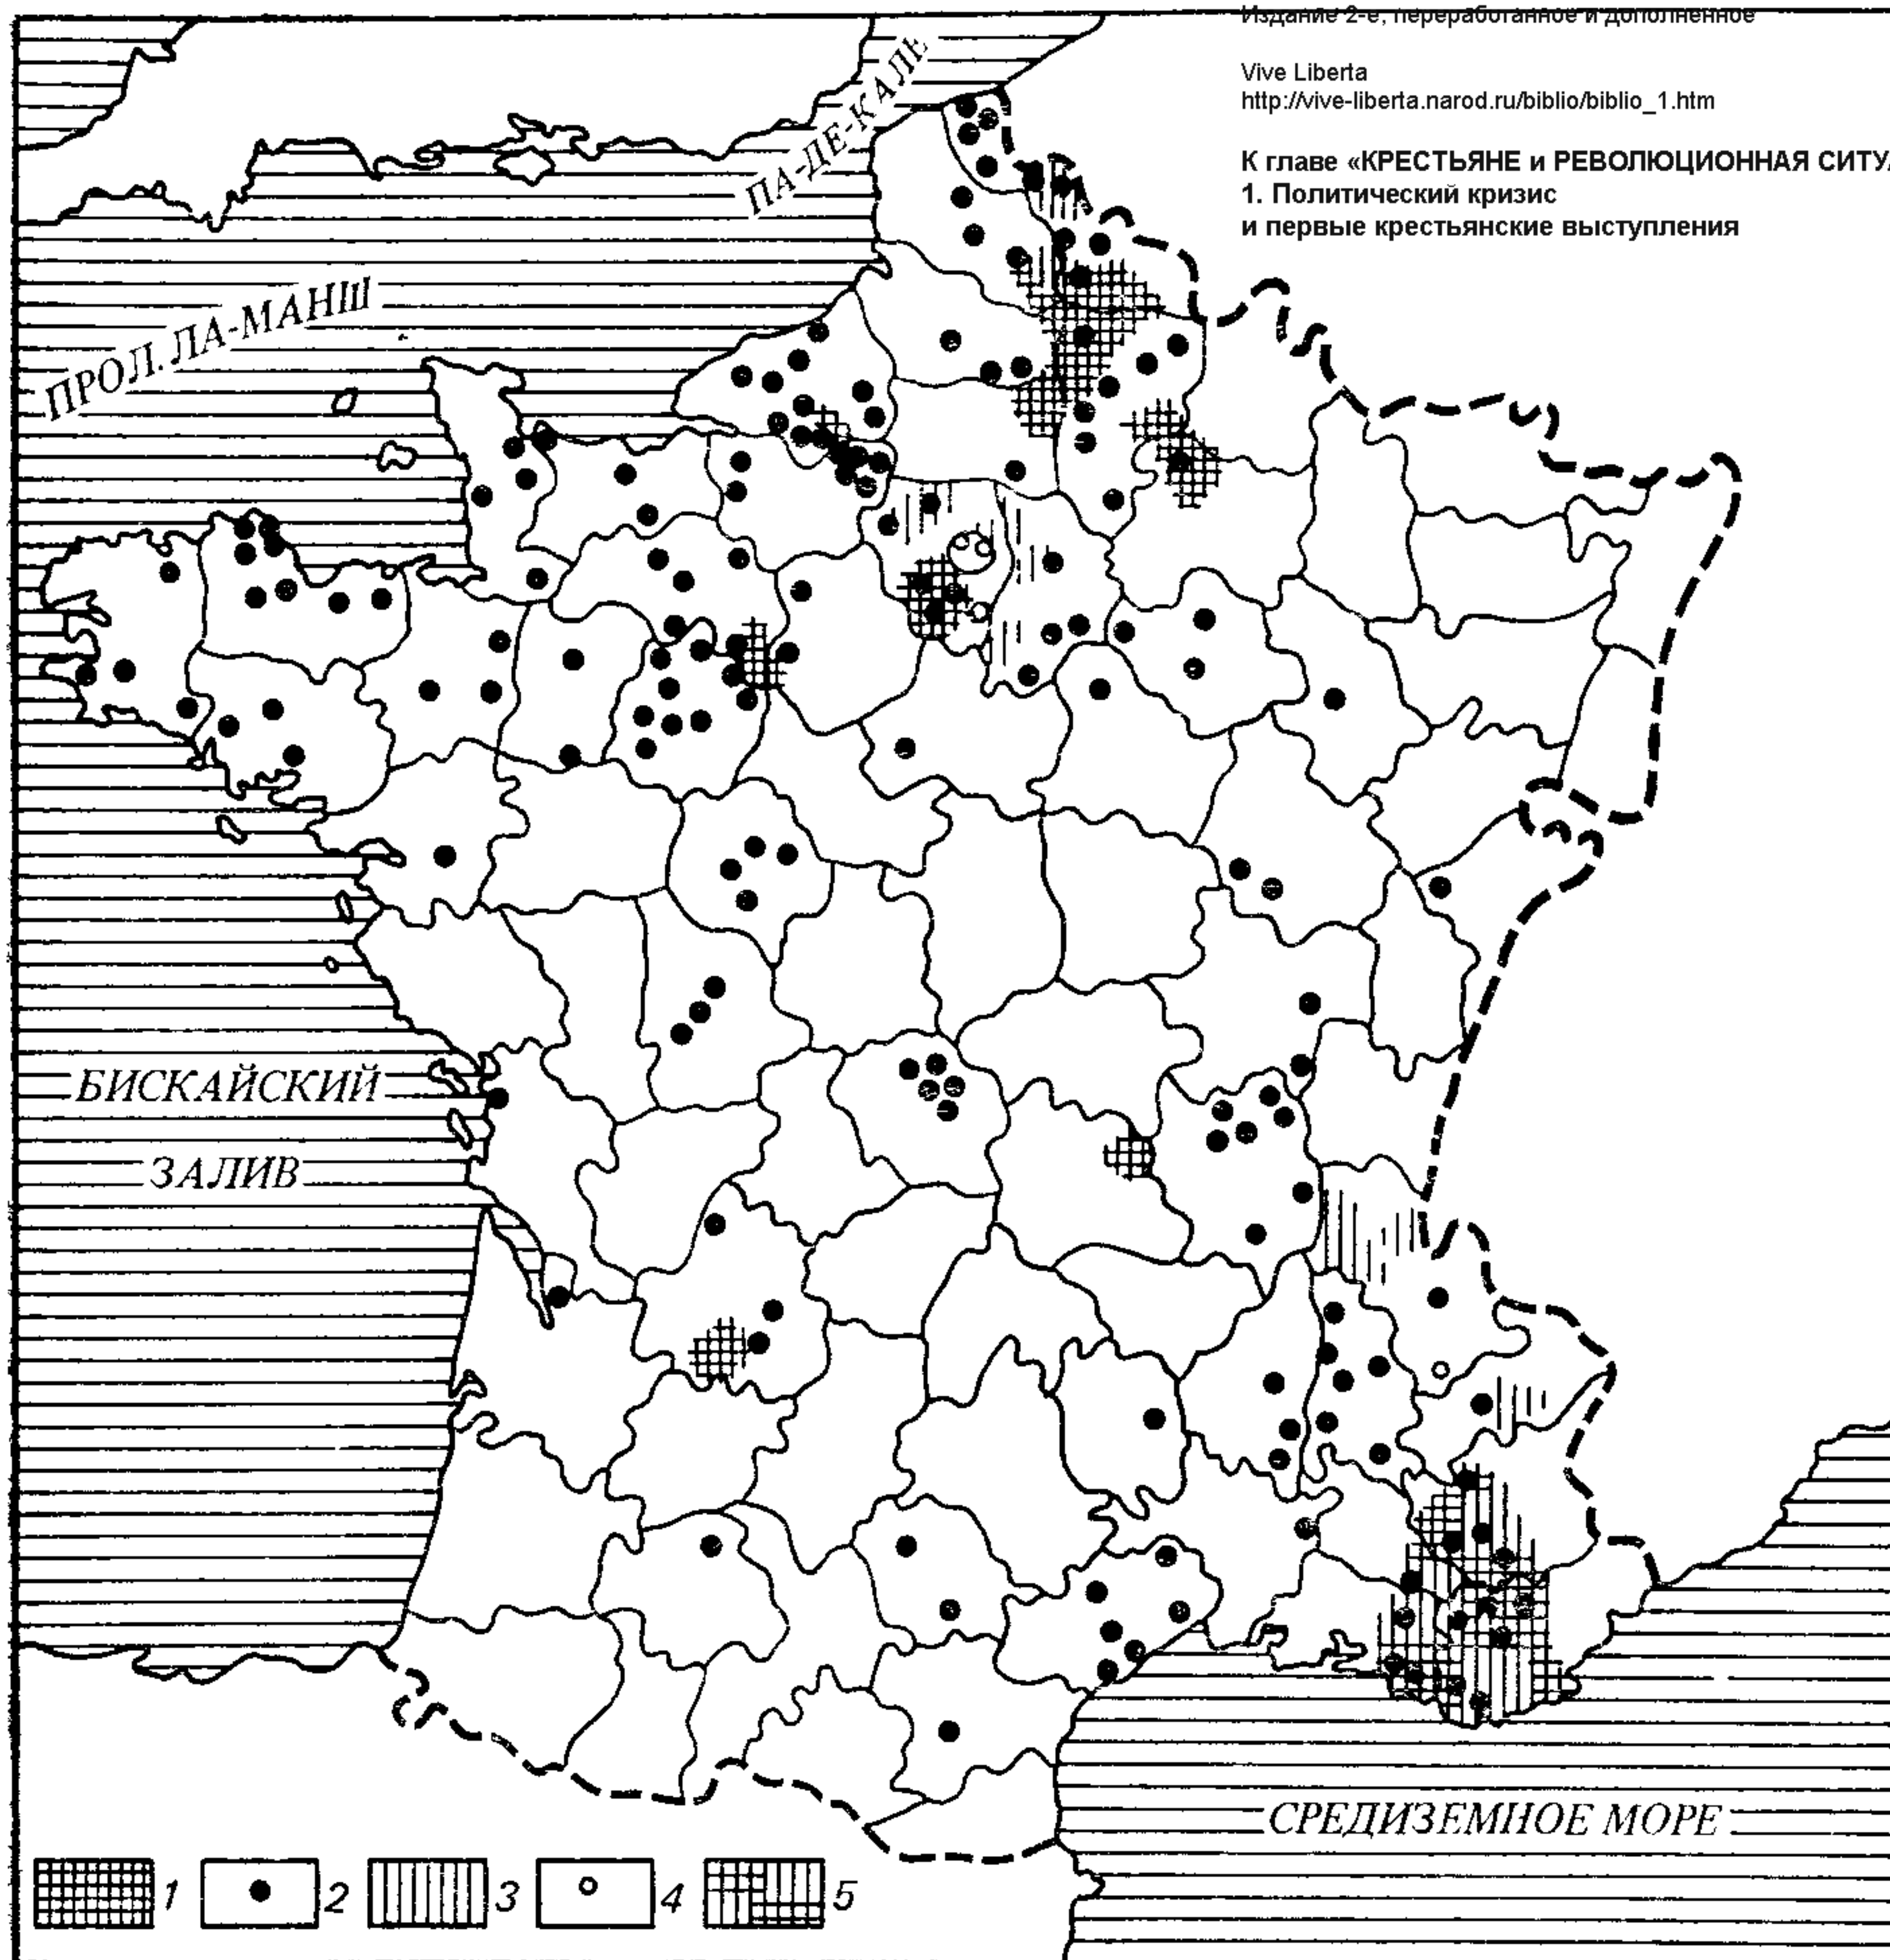 Издание 2-е, переработанное и дополненное
Vive Liberta
http://vive-liberta.narod.ru/biblio/biblio_1.htm
К главе «КРЕСТЬЯНЕ и РЕВОЛЮЦИОННАЯ СИТУА
1. Политический кризис
и первые крестьянские выступления
ПА-ДЕ-КАЛЕ
ПРОЛ. ЛА-МАНШ
БИСКАЙСКИЙ
ЗАЛИВ
СРЕДИЗЕМНОЕ МОРЕ
1 2 3 4 5